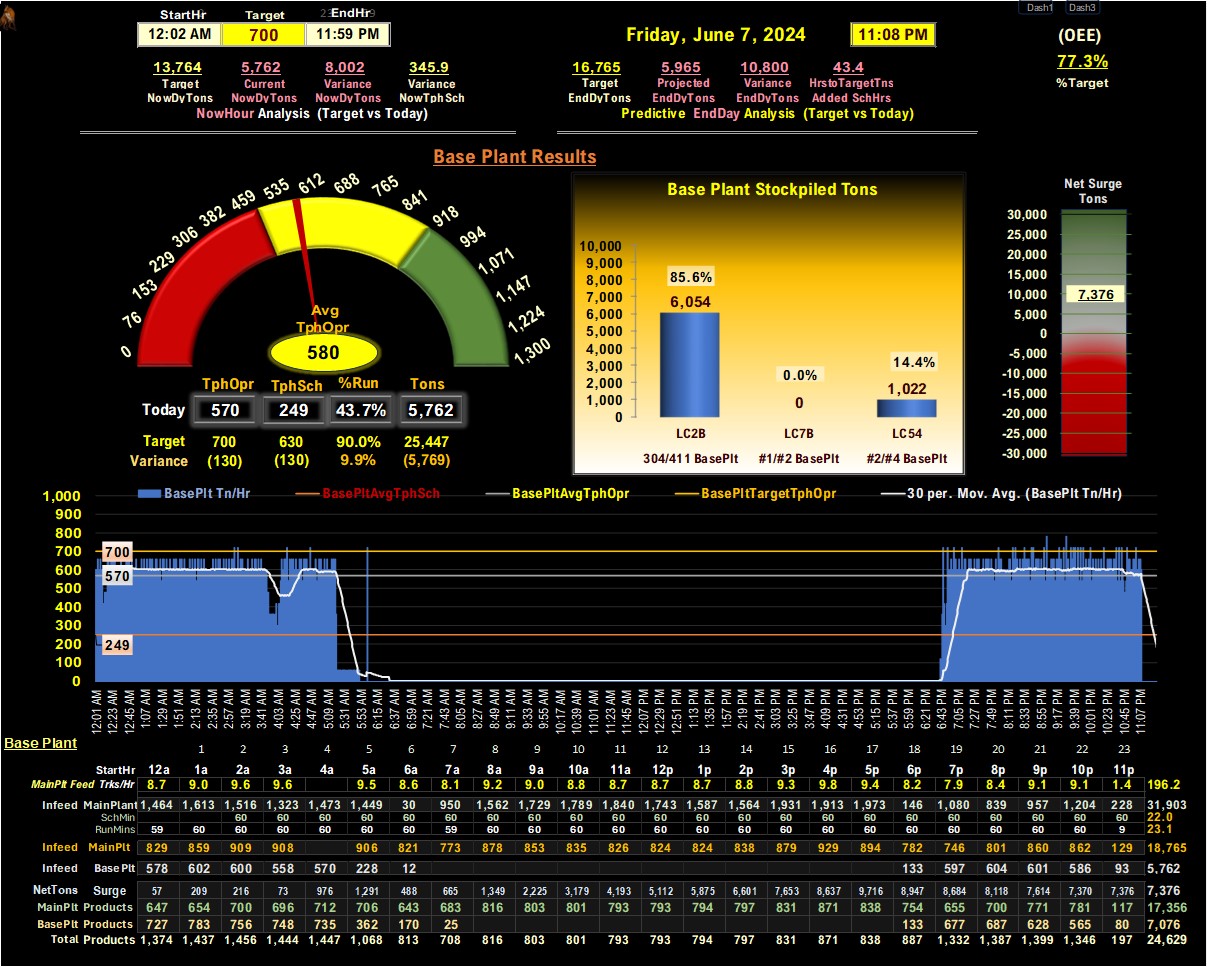 StartHr Target EndHr Dash1 Dash3
12:02 AM 700 11:59 PM Friday, June 7, 2024 11:08 PM (OEE)
13,764 5,762 8,002 345.9 16,765 5,965 10,800 43.4 77.3%
Target Current Variance Variance Target Projected Variance HrstoTargetTns %Target
NowDyTons NowDyTons NowDyTons NowTphSch EndDyTons EndDyTons EndDyTons Added SchHrs
NowHour Analysis (Target vs Today) Predictive EndDay Analysis (Target vs Today)
Base Plant Results
0 76 153 229 306 382 459 535 612 688 765 841 918 994 1,071 1,147 1,224 1,300
Avg
TphOpr
580
TphOpr TphSch %Run Tons
Today 570 249 43.7% 5,762
Target 700 630 90.0% 25,447
Variance (130) (130) 9.9% (5,769)
Base Plant Stockpiled Tons
10,000
9,000
8,000
7,000
6,000
5,000
4,000
3,000
2,000
1,000
0
85.6% 0.0% 14.4%
6,054 0 1,022
LC2B LC7B LC54
304/411 BasePlt #1/#2 BasePlt #2/#4 BasePlt
Net Surge
Tons
30,000
25,000
20,000
15,000
10,000
5,000
0
-5,000
-10,000
-15,000
-20,000
-25,000
-30,000
7,376
BasePlt Tn/Hr BasePltAvgTphSch BasePltAvgTphOpr BasePltTargetTphOpr 30 per. Mov. Avg. (BasePlt Tn/Hr)
1,000
900
800
700
600
500
400
300
200
100
0
700
570
249
12:01 AM 12:23 AM 12:45 AM 1:07 AM 1:29 AM 1:51 AM 2:13 AM 2:35 AM 2:57 AM 3:19 AM 3:41 AM 4:03 AM 4:25 AM 4:47 AM 5:09 AM 5:31 AM 5:53 AM 6:15 AM 6:37 AM 6:59 AM 7:21 AM 7:43 AM 8:05 AM 8:27 AM 8:49 AM 9:11 AM 9:33 AM 9:55 AM 10:17 AM 10:39 AM 11:01 AM 11:23 AM 11:45 AM 12:07 PM 12:29 PM 12:51 PM 1:13 PM 1:35 PM 1:57 PM 2:19 PM 2:41 PM 3:03 PM 3:25 PM 3:47 PM 4:09 PM 4:31 PM 4:53 PM 5:15 PM 5:37 PM 5:59 PM 6:21 PM 6:43 PM 7:05 PM 7:27 PM 7:49 PM 8:11 PM 8:33 PM 8:55 PM 9:17 PM 9:39 PM 10:01 PM 10:23 PM 10:45 PM 11:07 PM
Base Plant
1 2 3 4 5 6 7 8 9 10 11 12 13 14 15 16 17 18 19 20 21 22 23
StartHr 12a 1a 2a 3a 4a 5a 6a 7a 8a 9a 10a 11a 12p 1p 2p 3p 4p 5p 6p 7p 8p 9p 10p 11p
MainPlt Feed Trks/Hr 8.7 9.0 9.6 9.6 9.5 8.6 8.1 9.2 9.0 8.8 8.7 8.7 8.7 8.8 9.3 9.8 9.4 8.2 7.9 8.4 9.1 9.1 1.4 196.2
Infeed MainPlant 1,464 1,613 1,516 1,323 1,473 1,449 30 950 1,562 1,729 1,789 1,840 1,743 1,587 1,564 1,931 1,913 1,973 146 1,080 839 957 1,204 228 31,903
SchMin 60 60 60 60 60 60 60 60 60 60 60 60 60 60 60 60 60 60 60 60 60 60 22.0
RunMins 59 60 60 60 60 60 60 59 60 60 60 60 60 60 60 60 60 60 60 60 60 60 60 9 23.1
Infeed MainPlt 829 859 909 908 906 821 773 878 853 835 826 824 824 838 879 929 894 782 746 801 860 862 129 18,765
Infeed BasePlt 578 602 600 558 570 228 12 133 597 604 601 586 93 5,762
NetTons Surge 57 209 216 73 976 1,291 488 665 1,349 2,225 3,179 4,193 5,112 5,875 6,601 7,653 8,637 9,716 8,947 8,684 8,118 7,614 7,370 7,376 7,376
MainPlt Products 647 654 700 696 712 706 643 683 816 803 801 793 793 794 797 831 871 838 754 655 700 771 781 117 17,356
BasePlt Products 727 783 756 748 735 362 170 25 133 677 687 628 565 80 7,076
Total Products 1,374 1,437 1,456 1,444 1,447 1,068 813 708 816 803 801 793 793 794 797 831 871 838 887 1,332 1,387 1,399 1,346 197 24,629